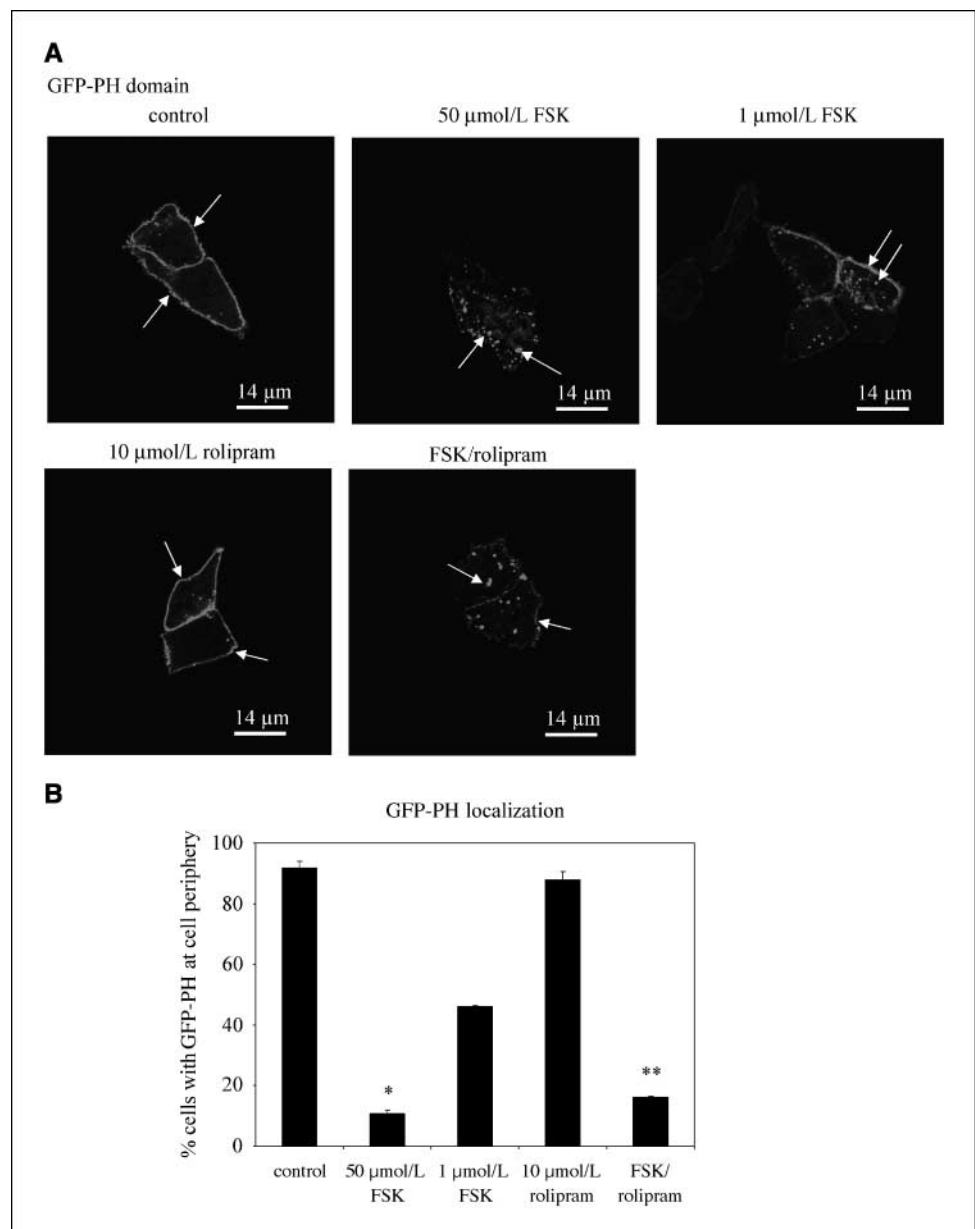 A
GFP-PH domain
control
50 μmol/L FSK
1 μmol/L FSK
14 μm
14 μm
14 μm
10 μmol/L rolipram
FSK/rolipram
14 μm
14 μm
B
GFP-PH localization
% cells with GFP-PH at cell periphery
100
80
60
40
20
0
*
**
control
50 μmol/L
FSK
1 μmol/L
FSK
10 μmol/L
rolipram
FSK/
rolipram